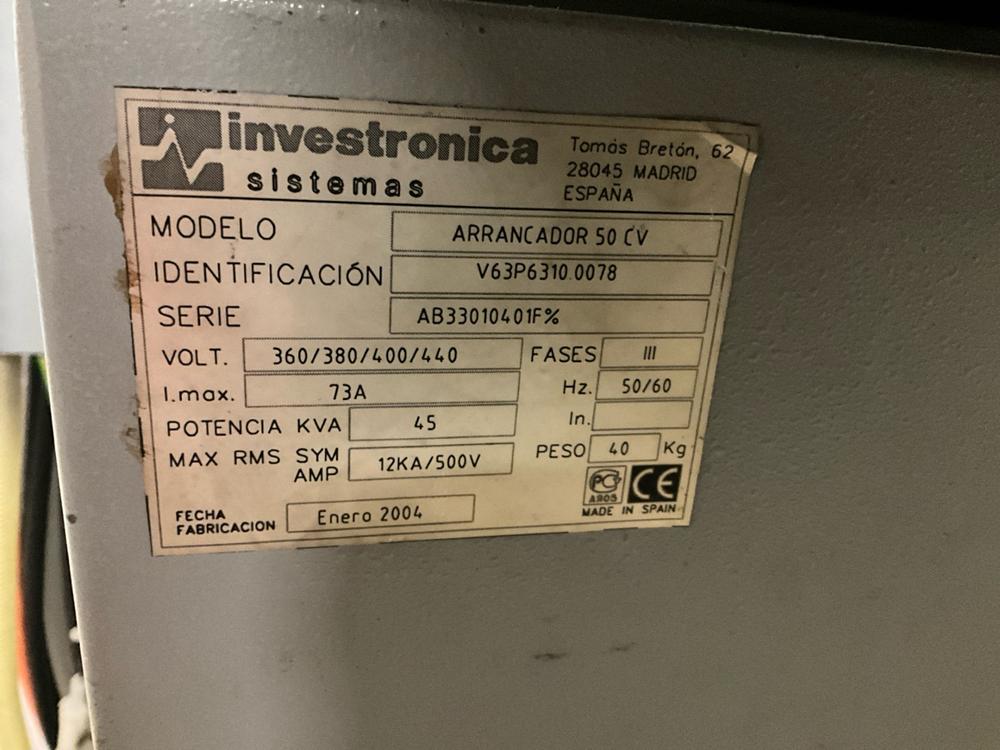 investronica
sistemas
Tomás Bretón, 62
28045 MADRID
ESPAÑA
MODELO ARRANCADOR 50 CV
IDENTIFICACIÓN V63P6310.0078
SERIE AB33010401F%
VOLT. 360/380/400/440 FASES III
I.max. 73A Hz. 50/60
POTENCIA KVA 45 In.
MAX RMS SYM AMP 12KA/500V PESO 40 Kg
PC CE
MADE IN SPAIN
FECHA FABRICACION Enero 2004